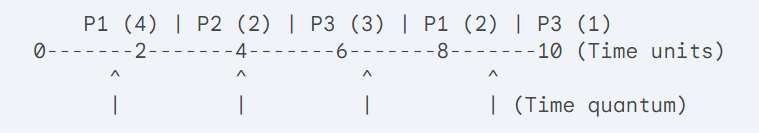 P1 (4) | P2 (2) | P3 (3) | P1 (2) | P3 (1)
0-------2-------4-------6-------8-------10 (Time units)
^ ^ ^ ^
| | | | (Time quantum)